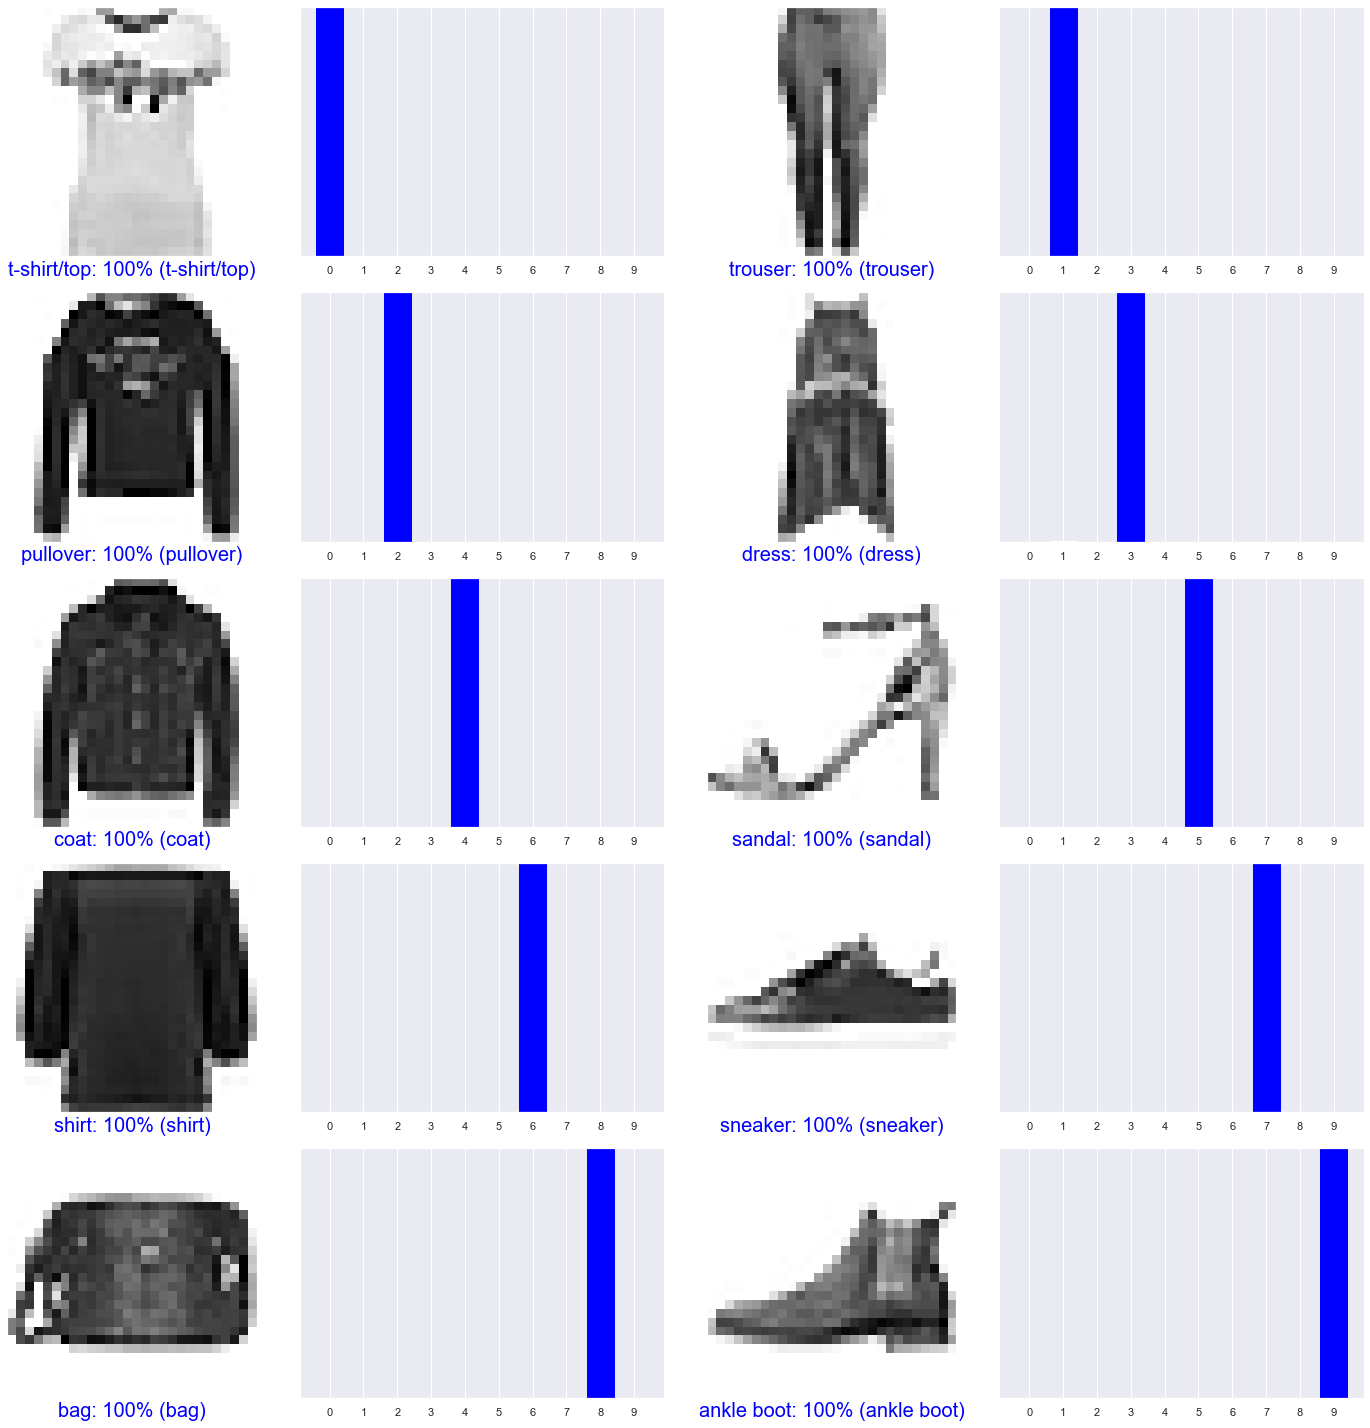 0 1 2 3 4 5 6 7 8 9
t-shirt/top: 100% (t-shirt/top)
0 1 2 3 4 5 6 7 8 9
trouser: 100% (trouser)
0 1 2 3 4 5 6 7 8 9
pullover: 100% (pullover)
0 1 2 3 4 5 6 7 8 9
dress: 100% (dress)
0 1 2 3 4 5 6 7 8 9
coat: 100% (coat)
0 1 2 3 4 5 6 7 8 9
sandal: 100% (sandal)
0 1 2 3 4 5 6 7 8 9
shirt: 100% (shirt)
0 1 2 3 4 5 6 7 8 9
sneaker: 100% (sneaker)
0 1 2 3 4 5 6 7 8 9
bag: 100% (bag)
0 1 2 3 4 5 6 7 8 9
ankle boot: 100% (ankle boot)